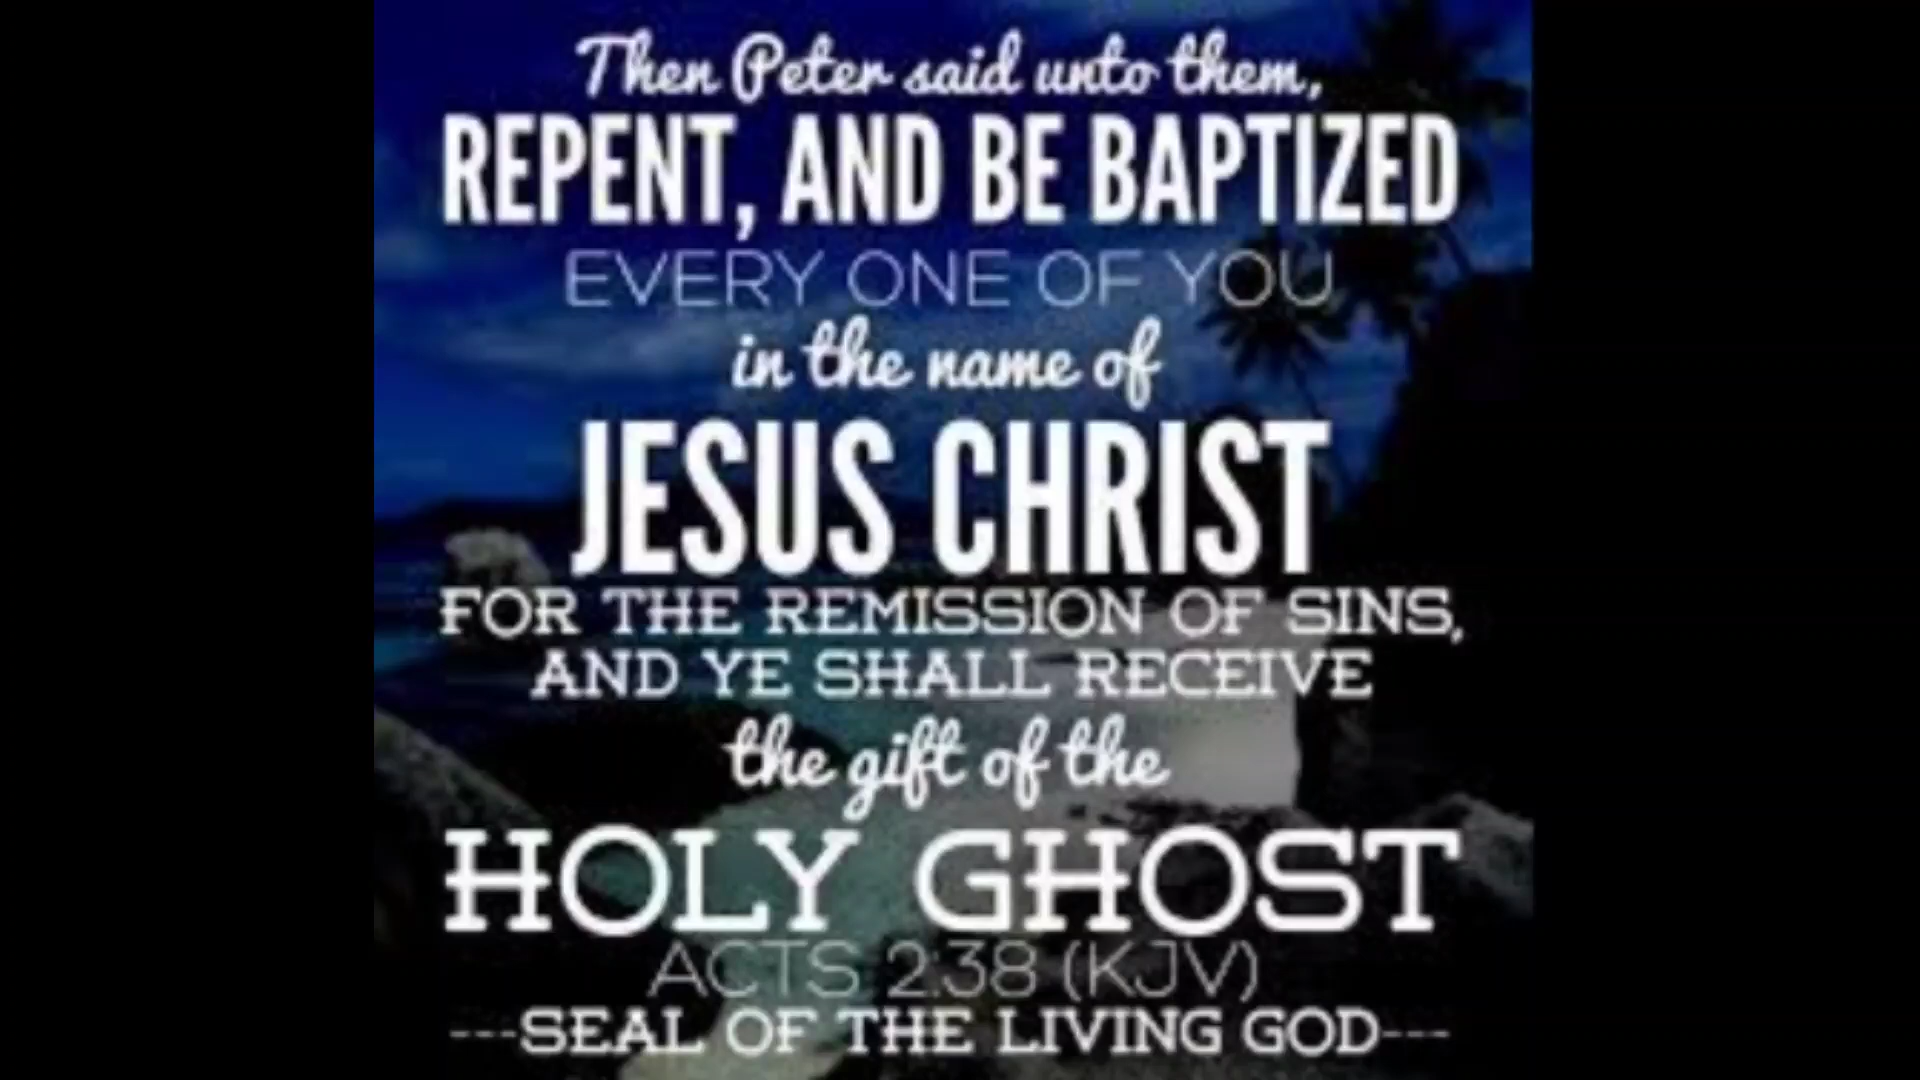 Then Peter said unto them,
REPENT, AND BE BAPTIZED
EVERY ONE OF YOU
in the name of
JESUS CHRIST
FOR THE REMISSION OF SINS,
AND YE SHALL RECEIVE
the gift of the
HOLY GHOST
ACTS 2:38 (KJV)
---SEAL OF THE LIVING GOD---